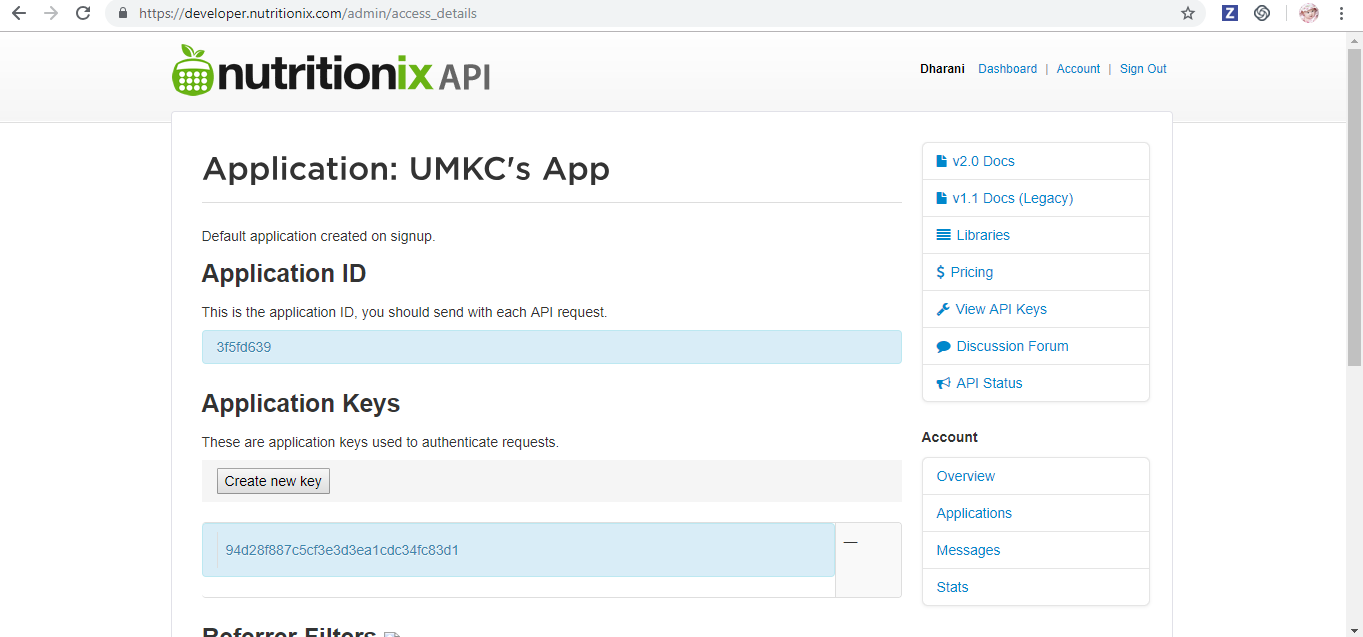 https://developer.nutritionix.com/admin/access_details
Z
nutritionix API
Dharani Dashboard | Account | Sign Out
Application: UMKC's App
Default application created on signup.
Application ID
This is the application ID, you should send with each API request.
3f5fd639
Application Keys
These are application keys used to authenticate requests.
Create new key
94d28f887c5cf3e3d3ea1cdc34fc83d1
—
Referrer Filters
v2.0 Docs
v1.1 Docs (Legacy)
Libraries
$ Pricing
View API Keys
Discussion Forum
API Status
Account
Overview
Applications
Messages
Stats